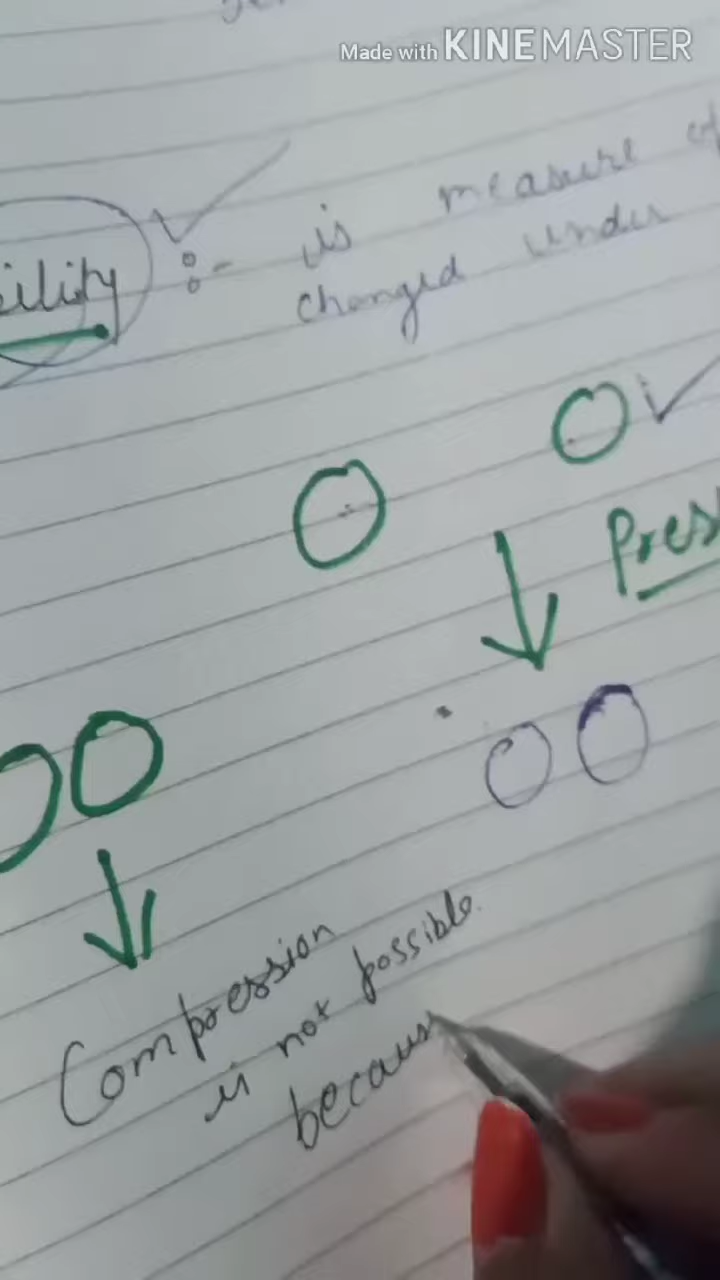 Made with KINEMASTER
ility :- is measure of
changed under
Pres
Compression
is not possible.
becaus